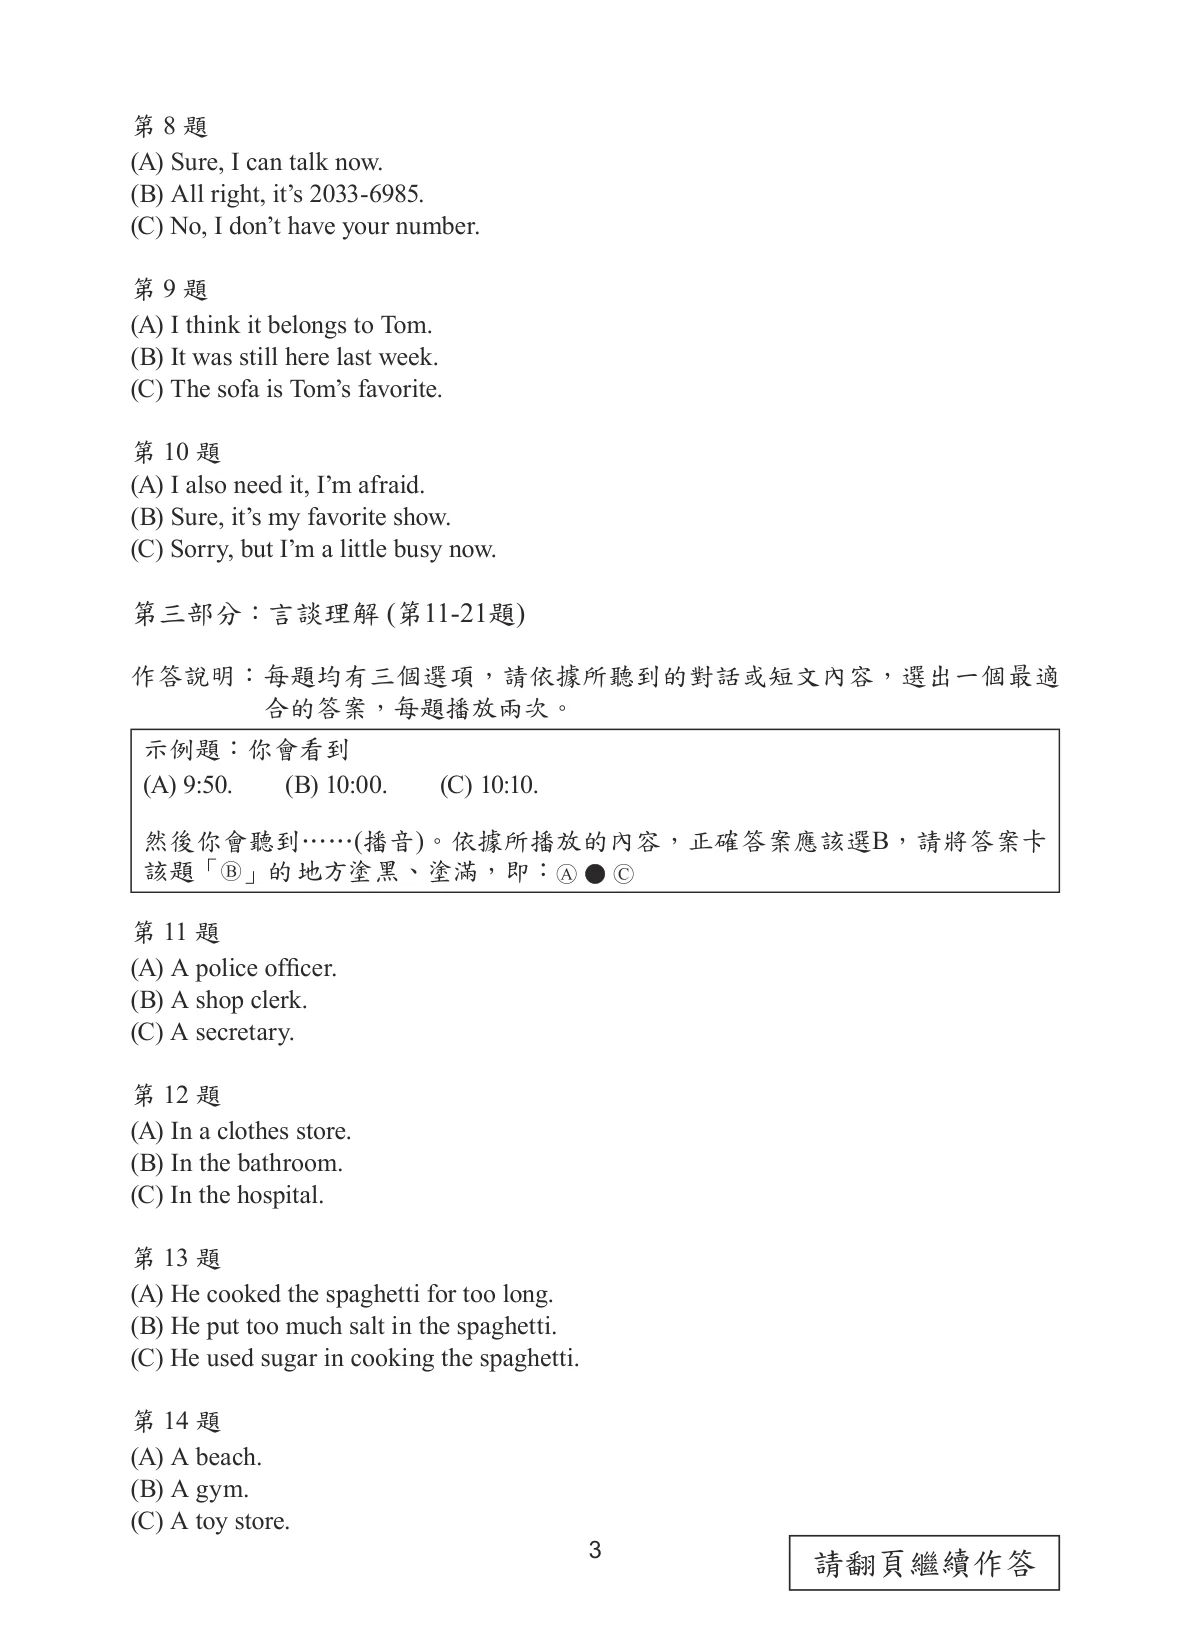 第 8 題
(A) Sure, I can talk now.
(B) All right, it’s 2033-6985.
(C) No, I don’t have your number.
第 9 題
(A) I think it belongs to Tom.
(B) It was still here last week.
(C) The sofa is Tom’s favorite.
第 10 題
(A) I also need it, I’m afraid.
(B) Sure, it’s my favorite show.
(C) Sorry, but I’m a little busy now.
第三部分：言談理解 (第11-21題)
作答說明：每題均有三個選項，請依據所聽到的對話或短文內容，選出一個最適
合的答案，每題播放兩次。
示例題：你會看到
(A) 9:50. (B) 10:00. (C) 10:10.
然後你會聽到……(播音)。依據所播放的內容，正確答案應該選B，請將答案卡
該題「Ⓑ」的地方塗黑、塗滿，即：Ⓐ ● Ⓒ
第 11 題
(A) A police officer.
(B) A shop clerk.
(C) A secretary.
第 12 題
(A) In a clothes store.
(B) In the bathroom.
(C) In the hospital.
第 13 題
(A) He cooked the spaghetti for too long.
(B) He put too much salt in the spaghetti.
(C) He used sugar in cooking the spaghetti.
第 14 題
(A) A beach.
(B) A gym.
(C) A toy store.
3
請翻頁繼續作答